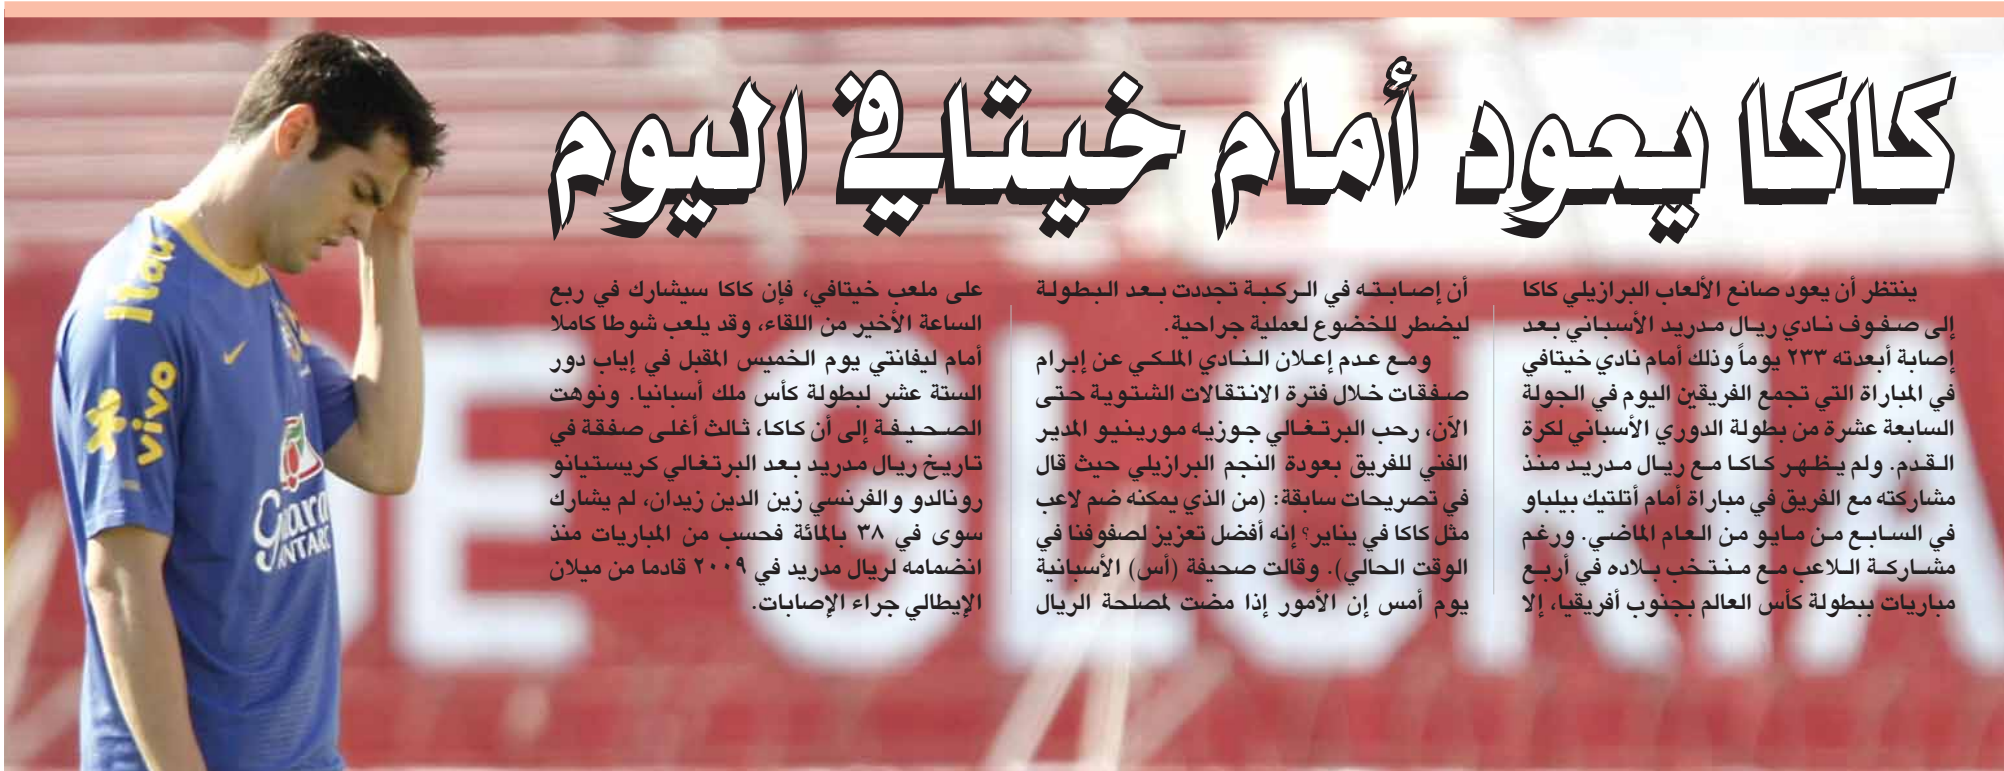 كاكا يعود أمام خيتافي اليوم
ينتظر أن يعود صانع الألعاب البرازيلي كاكا
إلى صفوف نادي ريال مدريد الأسباني بعد
إصابة أبعدته ٢٣٣ يوماً وذلك أمام نادي خيتافي
في المباراة التي تجمع الفريقين اليوم في الجولة
السابعة عشرة من بطولة الدوري الأسباني لكرة
القدم. ولم يظهر كاكا مع ريال مدريد منذ
مشاركته مع الفريق في مباراة أمام أتلتيك بيلباو
في السابع من مايو من العام الماضي. ورغم
مشاركة اللاعب مع منتخب بلاده في أربع
مباريات ببطولة كأس العالم بجنوب أفريقيا، إلا
أن إصابته في الركبة تجددت بعد البطولة
ليضطر للخضوع لعملية جراحية.
ومع عدم إعلان النادي الملكي عن إبرام
صفقات خلال فترة الانتقالات الشتوية حتى
الآن، رحب البرتغالي جوزيه مورينيو المدير
الفني للفريق بعودة النجم البرازيلي حيث قال
في تصريحات سابقة: (من الذي يمكنه ضم لاعب
مثل كاكا في يناير؟ إنه أفضل تعزيز لصفوفنا في
الوقت الحالي). وقالت صحيفة (أس) الأسبانية
يوم أمس إن الأمور إذا مضت لمصلحة الريال
على ملعب خيتافي، فإن كاكا سيشارك في ربع
الساعة الأخير من اللقاء، وقد يلعب شوطا كاملا
أمام ليفانتي يوم الخميس المقبل في إياب دور
الستة عشر لبطولة كأس ملك أسبانيا. ونوهت
الصحيفة إلى أن كاكا، ثالث أغلى صفقة في
تاريخ ريال مدريد بعد البرتغالي كريستيانو
رونالدو والفرنسي زين الدين زيدان، لم يشارك
سوى في ٣٨ بالمائة فحسب من المباريات منذ
انضمامه لريال مدريد في ٢٠٠٩ قادما من ميلان
الإيطالي جراء الإصابات.
Itaú
vivo
DE GLORIA